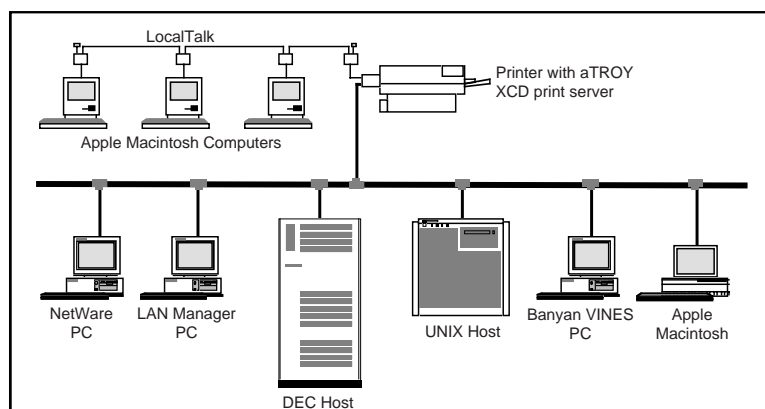 LocalTalk
Printer with aTROY
XCD print server
Apple Macintosh Computers
NetWare
PC
LAN Manager
PC
DEC Host
UNIX Host
Banyan VINES
PC
Apple
Macintosh